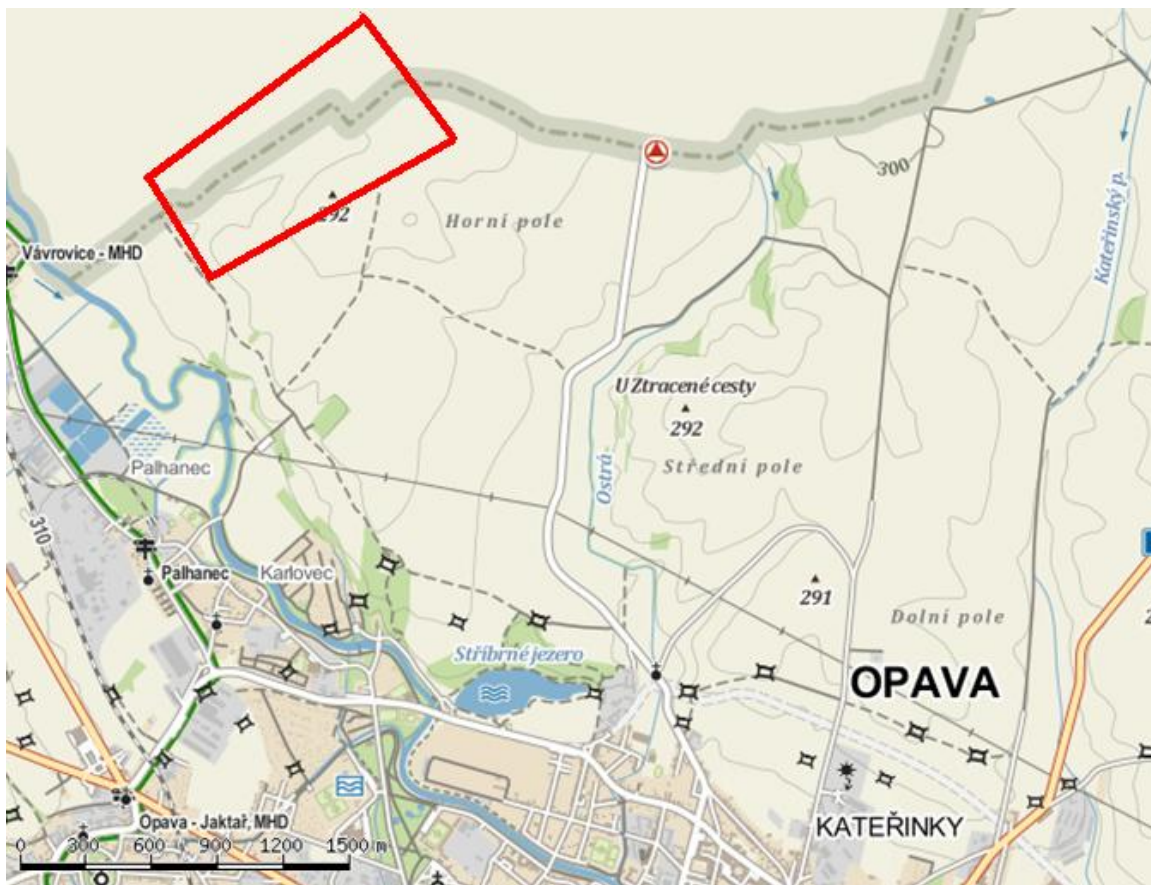 300
Kateřinský p.
292
Horní pole
Vávrovice - MHD
U Ztracené cesty
292
Střední pole
Ostrá-
Palhanec
310
Palhanec
Karlovec
291
Dolní pole
Stříbrné jezero
OPAVA
KATEŘINKY
Opava - Jaktař, MHD
0 300 600 900 1200 1500 m